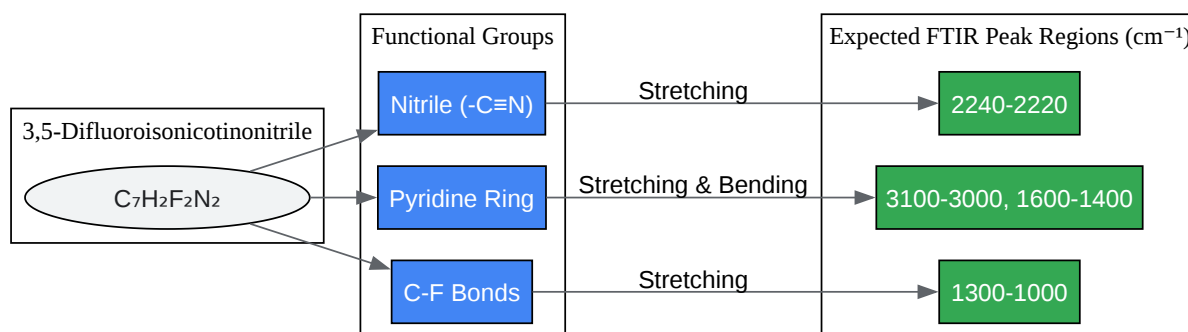 Functional Groups
Expected FTIR Peak Regions (cm⁻¹)
Nitrile (-C≡N)
Stretching
2240-2220
3,5-Difluoroisonicotinonitrile
C₇H₂F₂N₂
Pyridine Ring
Stretching & Bending
3100-3000, 1600-1400
C-F Bonds
Stretching
1300-1000